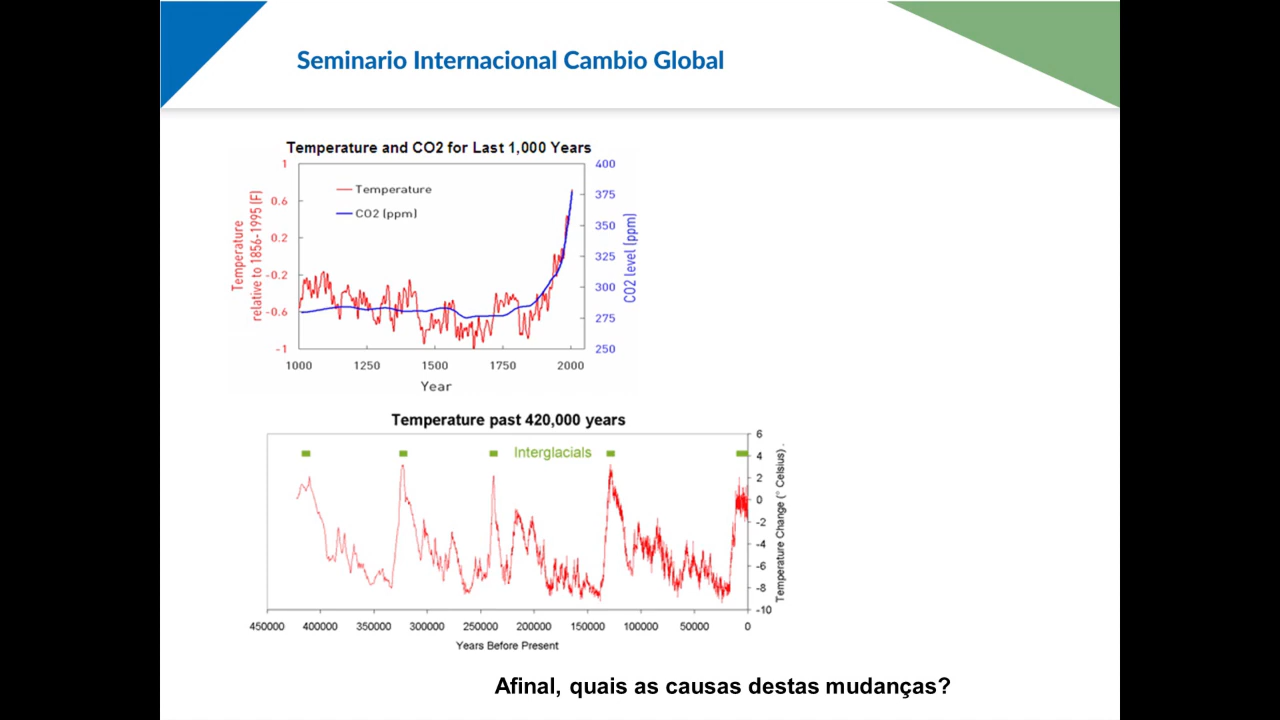 Seminario Internacional Cambio Global
Temperature and CO2 for Last 1,000 Years
1
0.6
0.2
-0.2
-0.6
-1
Temperature
relative to 1856-1995 (F)
Temperature
CO2 (ppm)
400
375
350
325
300
275
250
CO2 level (ppm)
1000 1250 1500 1750 2000
Year
Temperature past 420,000 years
Interglacials
6
4
2
0
-2
-4
-6
-8
-10
Temperature Change (° Celsius) .
450000 400000 350000 300000 250000 200000 150000 100000 50000 0
Years Before Present
Afinal, quais as causas destas mudanças?